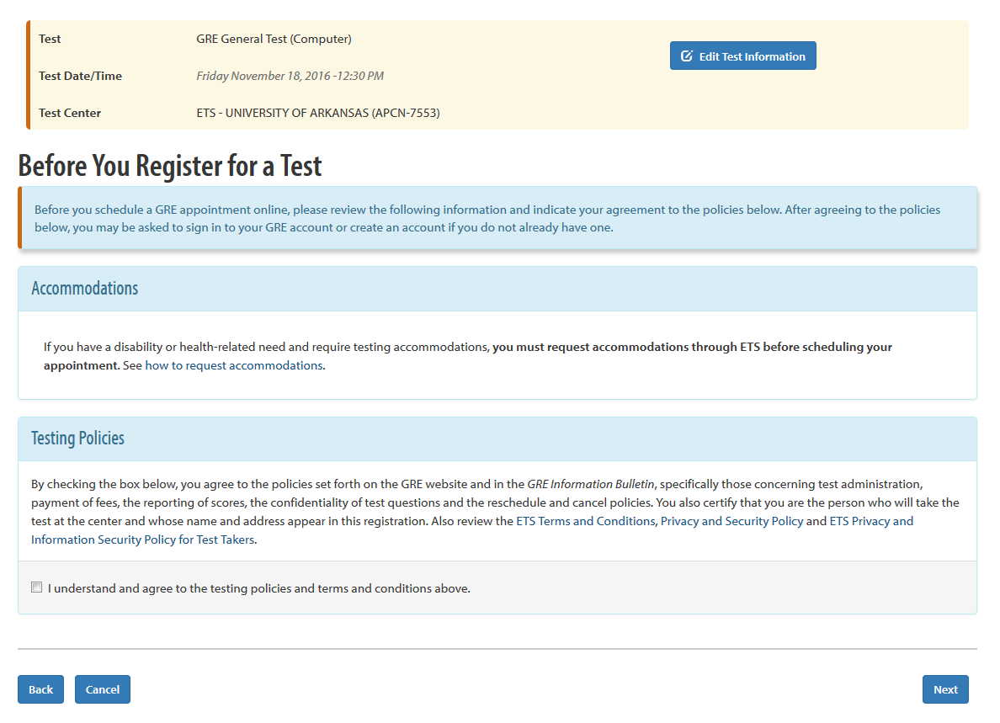 Test GRE General Test (Computer)
Edit Test Information
Test Date/Time Friday November 18, 2016 -12:30 PM
Test Center ETS - UNIVERSITY OF ARKANSAS (APCN-7553)
Before You Register for a Test
Before you schedule a GRE appointment online, please review the following information and indicate your agreement to the policies below. After agreeing to the policies
below, you may be asked to sign in to your GRE account or create an account if you do not already have one.
Accommodations
If you have a disability or health-related need and require testing accommodations, you must request accommodations through ETS before scheduling your
appointment. See how to request accommodations.
Testing Policies
By checking the box below, you agree to the policies set forth on the GRE website and in the GRE Information Bulletin, specifically those concerning test administration,
payment of fees, the reporting of scores, the confidentiality of test questions and the reschedule and cancel policies. You also certify that you are the person who will take the
test at the center and whose name and address appear in this registration. Also review the ETS Terms and Conditions, Privacy and Security Policy and ETS Privacy and
Information Security Policy for Test Takers.
I understand and agree to the testing policies and terms and conditions above.
Back Cancel Next